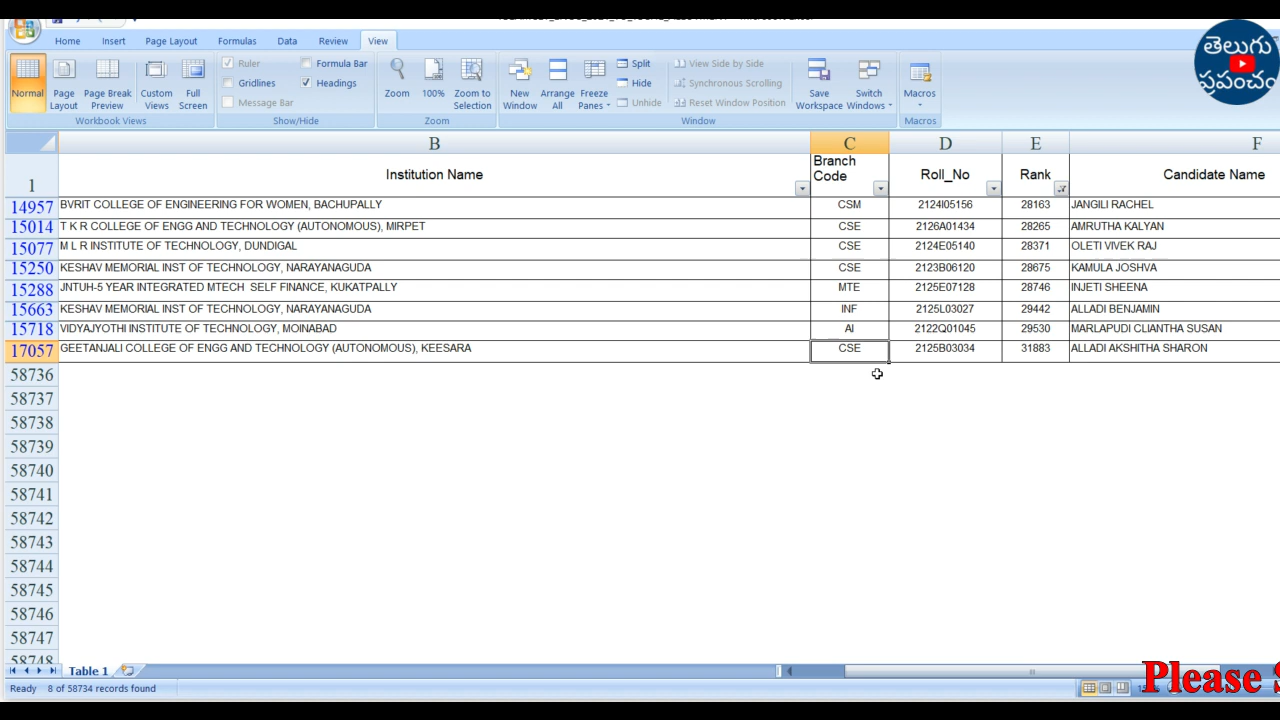 Home Insert Page Layout Formulas Data Review View
తెలుగు
ప్రపంచం
Ruler Formula Bar Split View Side by Side
Gridlines Headings Hide Synchronous Scrolling
Message Bar Unhide Reset Window Position
Normal Page Layout Page Break Preview Custom Views Full Screen Zoom 100% Zoom to Selection New Window Arrange All Freeze Panes Save Workspace Switch Windows Macros
Workbook Views Show/Hide Zoom Window Macros
B C D E F
1 Institution Name Branch Code Roll_No Rank Candidate Name
14957 BVRIT COLLEGE OF ENGINEERING FOR WOMEN, BACHUPALLY CSM 2124I05156 28163 JANGILI RACHEL
15014 T K R COLLEGE OF ENGG AND TECHNOLOGY (AUTONOMOUS), MIRPET CSE 2126A01434 28265 AMRUTHA KALYAN
15077 M L R INSTITUTE OF TECHNOLOGY, DUNDIGAL CSE 2124E05140 28371 OLETI VIVEK RAJ
15250 KESHAV MEMORIAL INST OF TECHNOLOGY, NARAYANAGUDA CSE 2123B06120 28675 KAMULA JOSHVA
15288 JNTUH-5 YEAR INTEGRATED MTECH SELF FINANCE, KUKATPALLY MTE 2125E07128 28746 INJETI SHEENA
15663 KESHAV MEMORIAL INST OF TECHNOLOGY, NARAYANAGUDA INF 2125L03027 29442 ALLADI BENJAMIN
15718 VIDYAJYOTHI INSTITUTE OF TECHNOLOGY, MOINABAD AI 2122Q01045 29530 MARLAPUDI CLIANTHA SUSAN
17057 GEETANJALI COLLEGE OF ENGG AND TECHNOLOGY (AUTONOMOUS), KEESARA CSE 2125B03034 31883 ALLADI AKSHITHA SHARON
58736
58737
58738
58739
58740
58741
58742
58743
58744
58745
58746
58747
58748
Table 1
Ready 8 of 58734 records found
Please